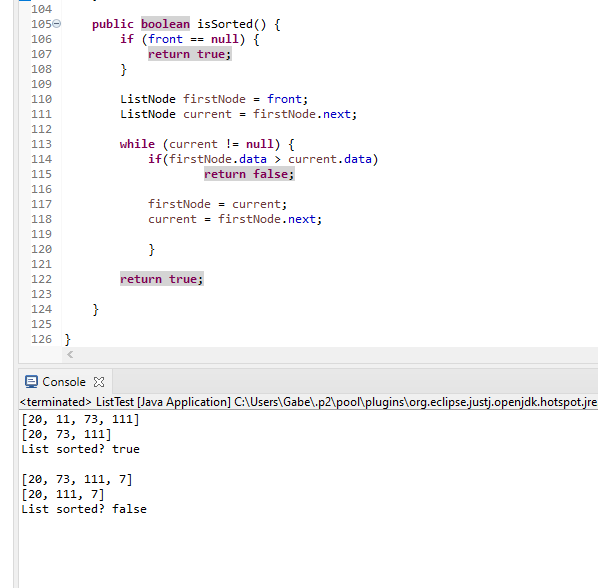 104
105 public boolean isSorted() {
106 if (front == null) {
107 return true;
108 }
109
110 ListNode firstNode = front;
111 ListNode current = firstNode.next;
112
113 while (current != null) {
114 if(firstNode.data > current.data)
115 return false;
116
117 firstNode = current;
118 current = firstNode.next;
119
120 }
121
122 return true;
123
124 }
125
126 }
Console
<terminated> ListTest [Java Application] C:\Users\Gabe\.p2\pool\plugins\org.eclipse.justj.openjdk.hotspot.jre
[20, 11, 73, 111]
[20, 73, 111]
List sorted? true
[20, 73, 111, 7]
[20, 111, 7]
List sorted? false